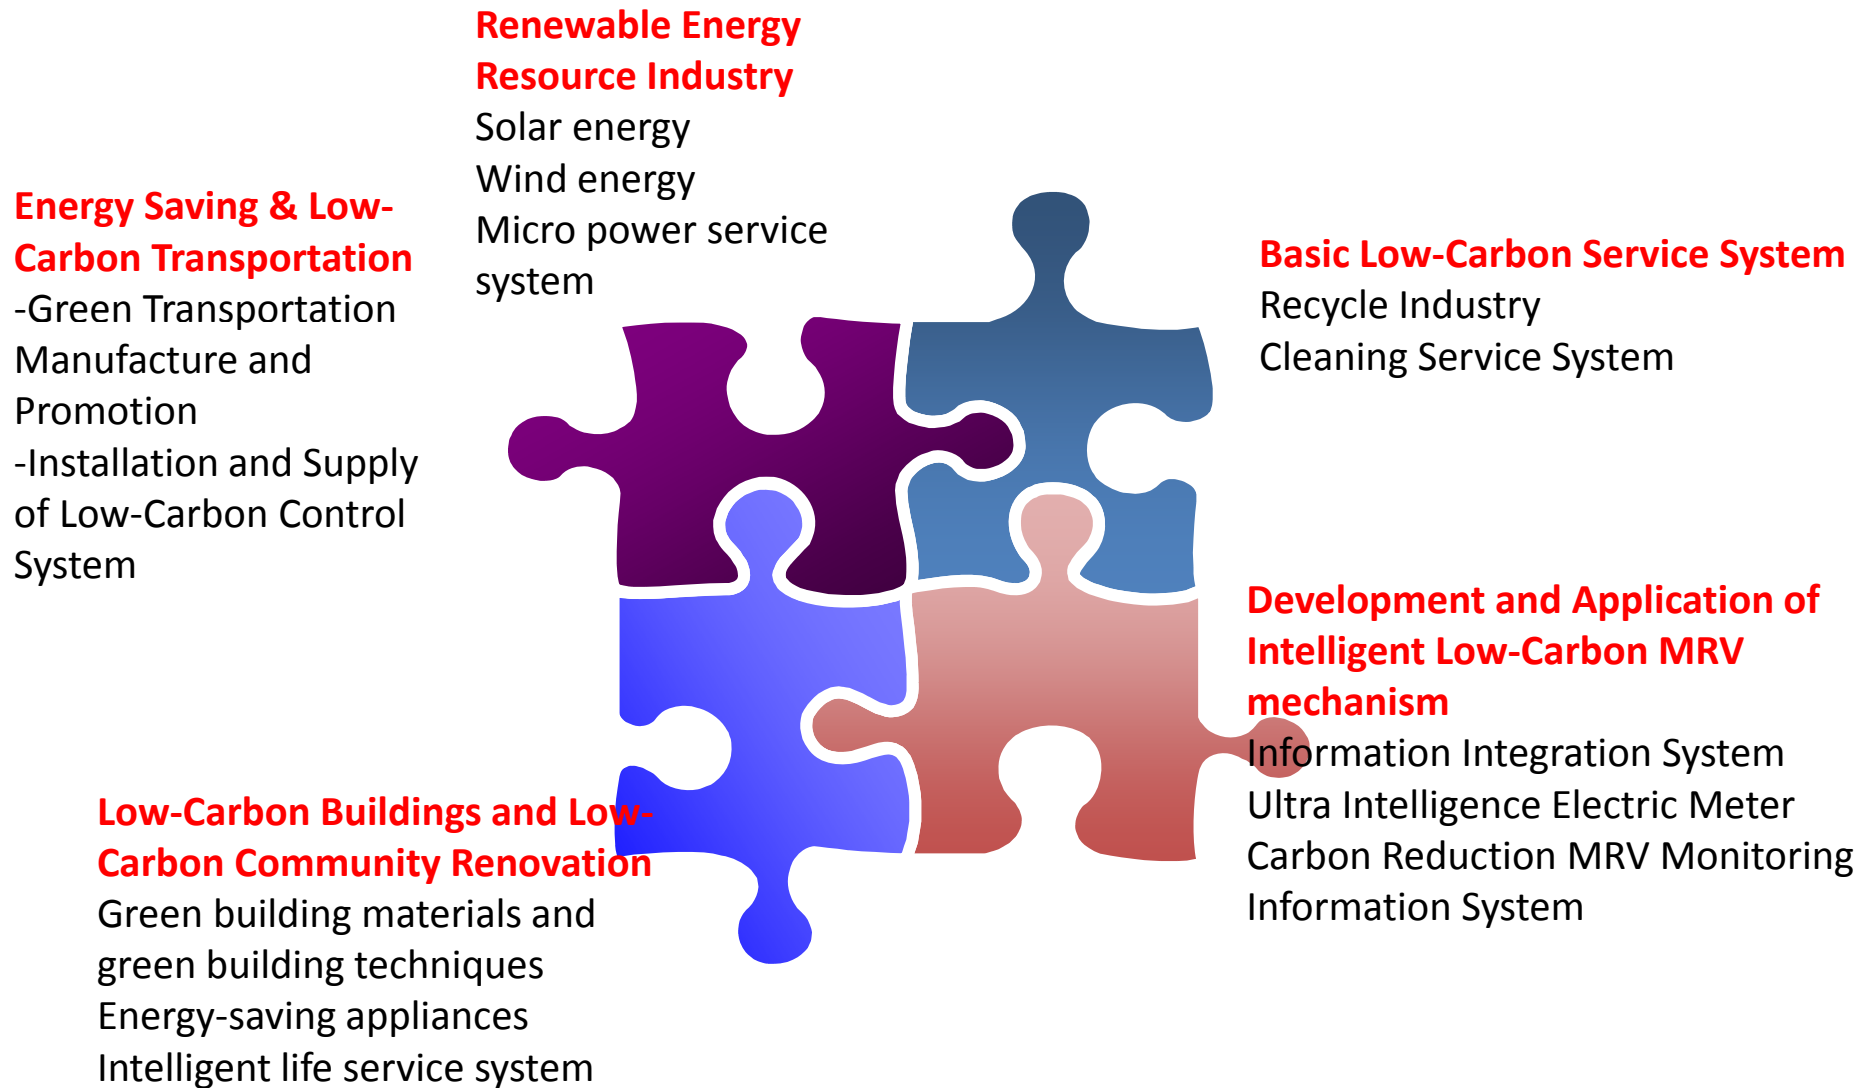 Renewable Energy
Resource Industry
Solar energy
Wind energy
Micro power service
system
Energy Saving & Low-
Carbon Transportation
-Green Transportation
Manufacture and
Promotion
-Installation and Supply
of Low-Carbon Control
System
Basic Low-Carbon Service System
Recycle Industry
Cleaning Service System
Development and Application of
Intelligent Low-Carbon MRV
mechanism
Information Integration System
Ultra Intelligence Electric Meter
Carbon Reduction MRV Monitoring
Information System
Low-Carbon Buildings and Low-
Carbon Community Renovation
Green building materials and
green building techniques
Energy-saving appliances
Intelligent life service system